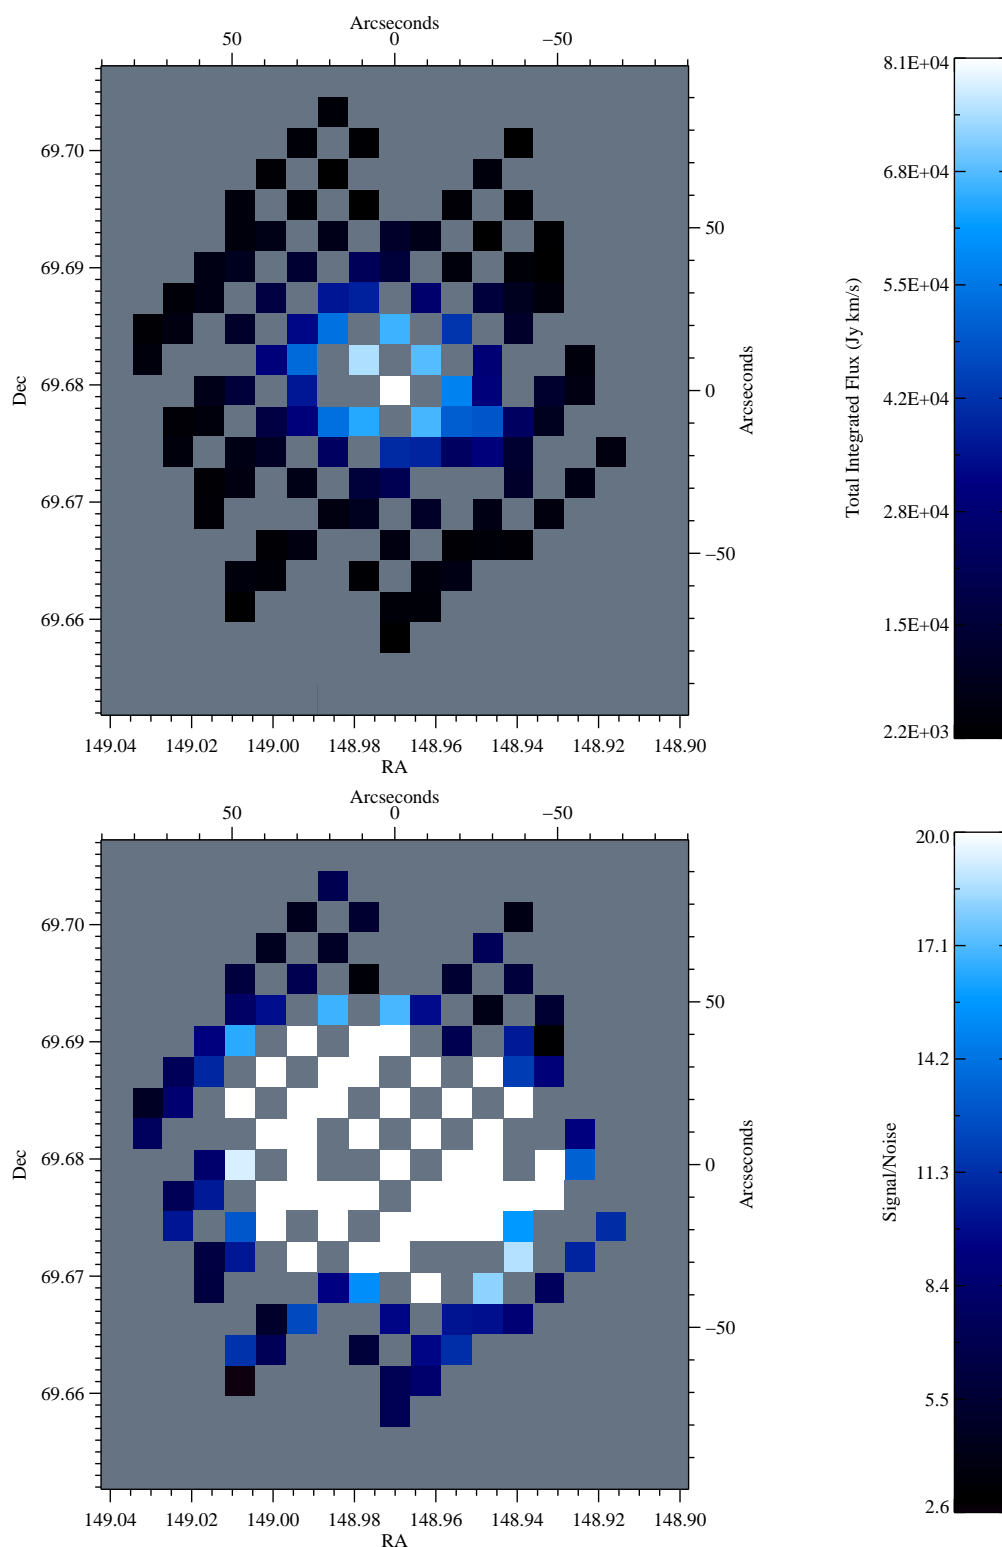 Arcseconds
50 0 −50
69.70
69.69
69.68
69.67
69.66
Dec
50
0
−50
Arcseconds
149.04 149.02 149.00 148.98 148.96 148.94 148.92 148.90
RA
8.1E+04
6.8E+04
5.5E+04
4.2E+04
2.8E+04
1.5E+04
2.2E+03
Total Integrated Flux (Jy km/s)
Arcseconds
50 0 −50
69.70
69.69
69.68
69.67
69.66
Dec
50
0
−50
Arcseconds
149.04 149.02 149.00 148.98 148.96 148.94 148.92 148.90
RA
20.0
17.1
14.2
11.3
8.4
5.5
2.6
Signal/Noise